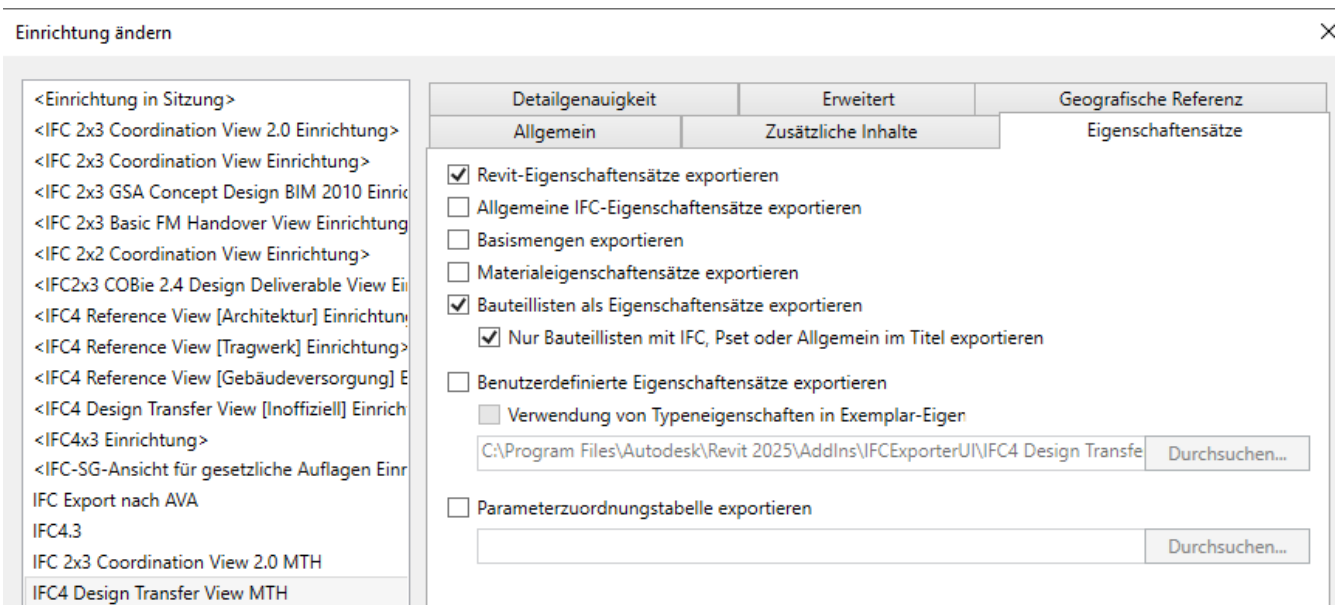 Einrichtung ändern
<Einrichtung in Sitzung>
<IFC 2x3 Coordination View 2.0 Einrichtung>
<IFC 2x3 Coordination View Einrichtung>
<IFC 2x3 GSA Concept Design BIM 2010 Einric
<IFC 2x3 Basic FM Handover View Einrichtung
<IFC 2x2 Coordination View Einrichtung>
<IFC2x3 COBie 2.4 Design Deliverable View Ei
<IFC4 Reference View [Architektur] Einrichtun
<IFC4 Reference View [Tragwerk] Einrichtung>
<IFC4 Reference View [Gebäudeversorgung] E
<IFC4 Design Transfer View [Inoffiziell] Einrich
<IFC4x3 Einrichtung>
<IFC-SG-Ansicht für gesetzliche Auflagen Einr
IFC Export nach AVA
IFC4.3
IFC 2x3 Coordination View 2.0 MTH
IFC4 Design Transfer View MTH
Detailgenauigkeit Erweitert Geografische Referenz
Allgemein Zusätzliche Inhalte Eigenschaftensätze
Revit-Eigenschaftensätze exportieren
Allgemeine IFC-Eigenschaftensätze exportieren
Basismengen exportieren
Materialeigenschaftensätze exportieren
Bauteillisten als Eigenschaftensätze exportieren
Nur Bauteillisten mit IFC, Pset oder Allgemein im Titel exportieren
Benutzerdefinierte Eigenschaftensätze exportieren
Verwendung von Typeneigenschaften in Exemplar-Eigen
C:\Program Files\Autodesk\Revit 2025\AddIns\IFCExporterUI\IFC4 Design Transfe Durchsuchen...
Parameterzuordnungstabelle exportieren
Durchsuchen...